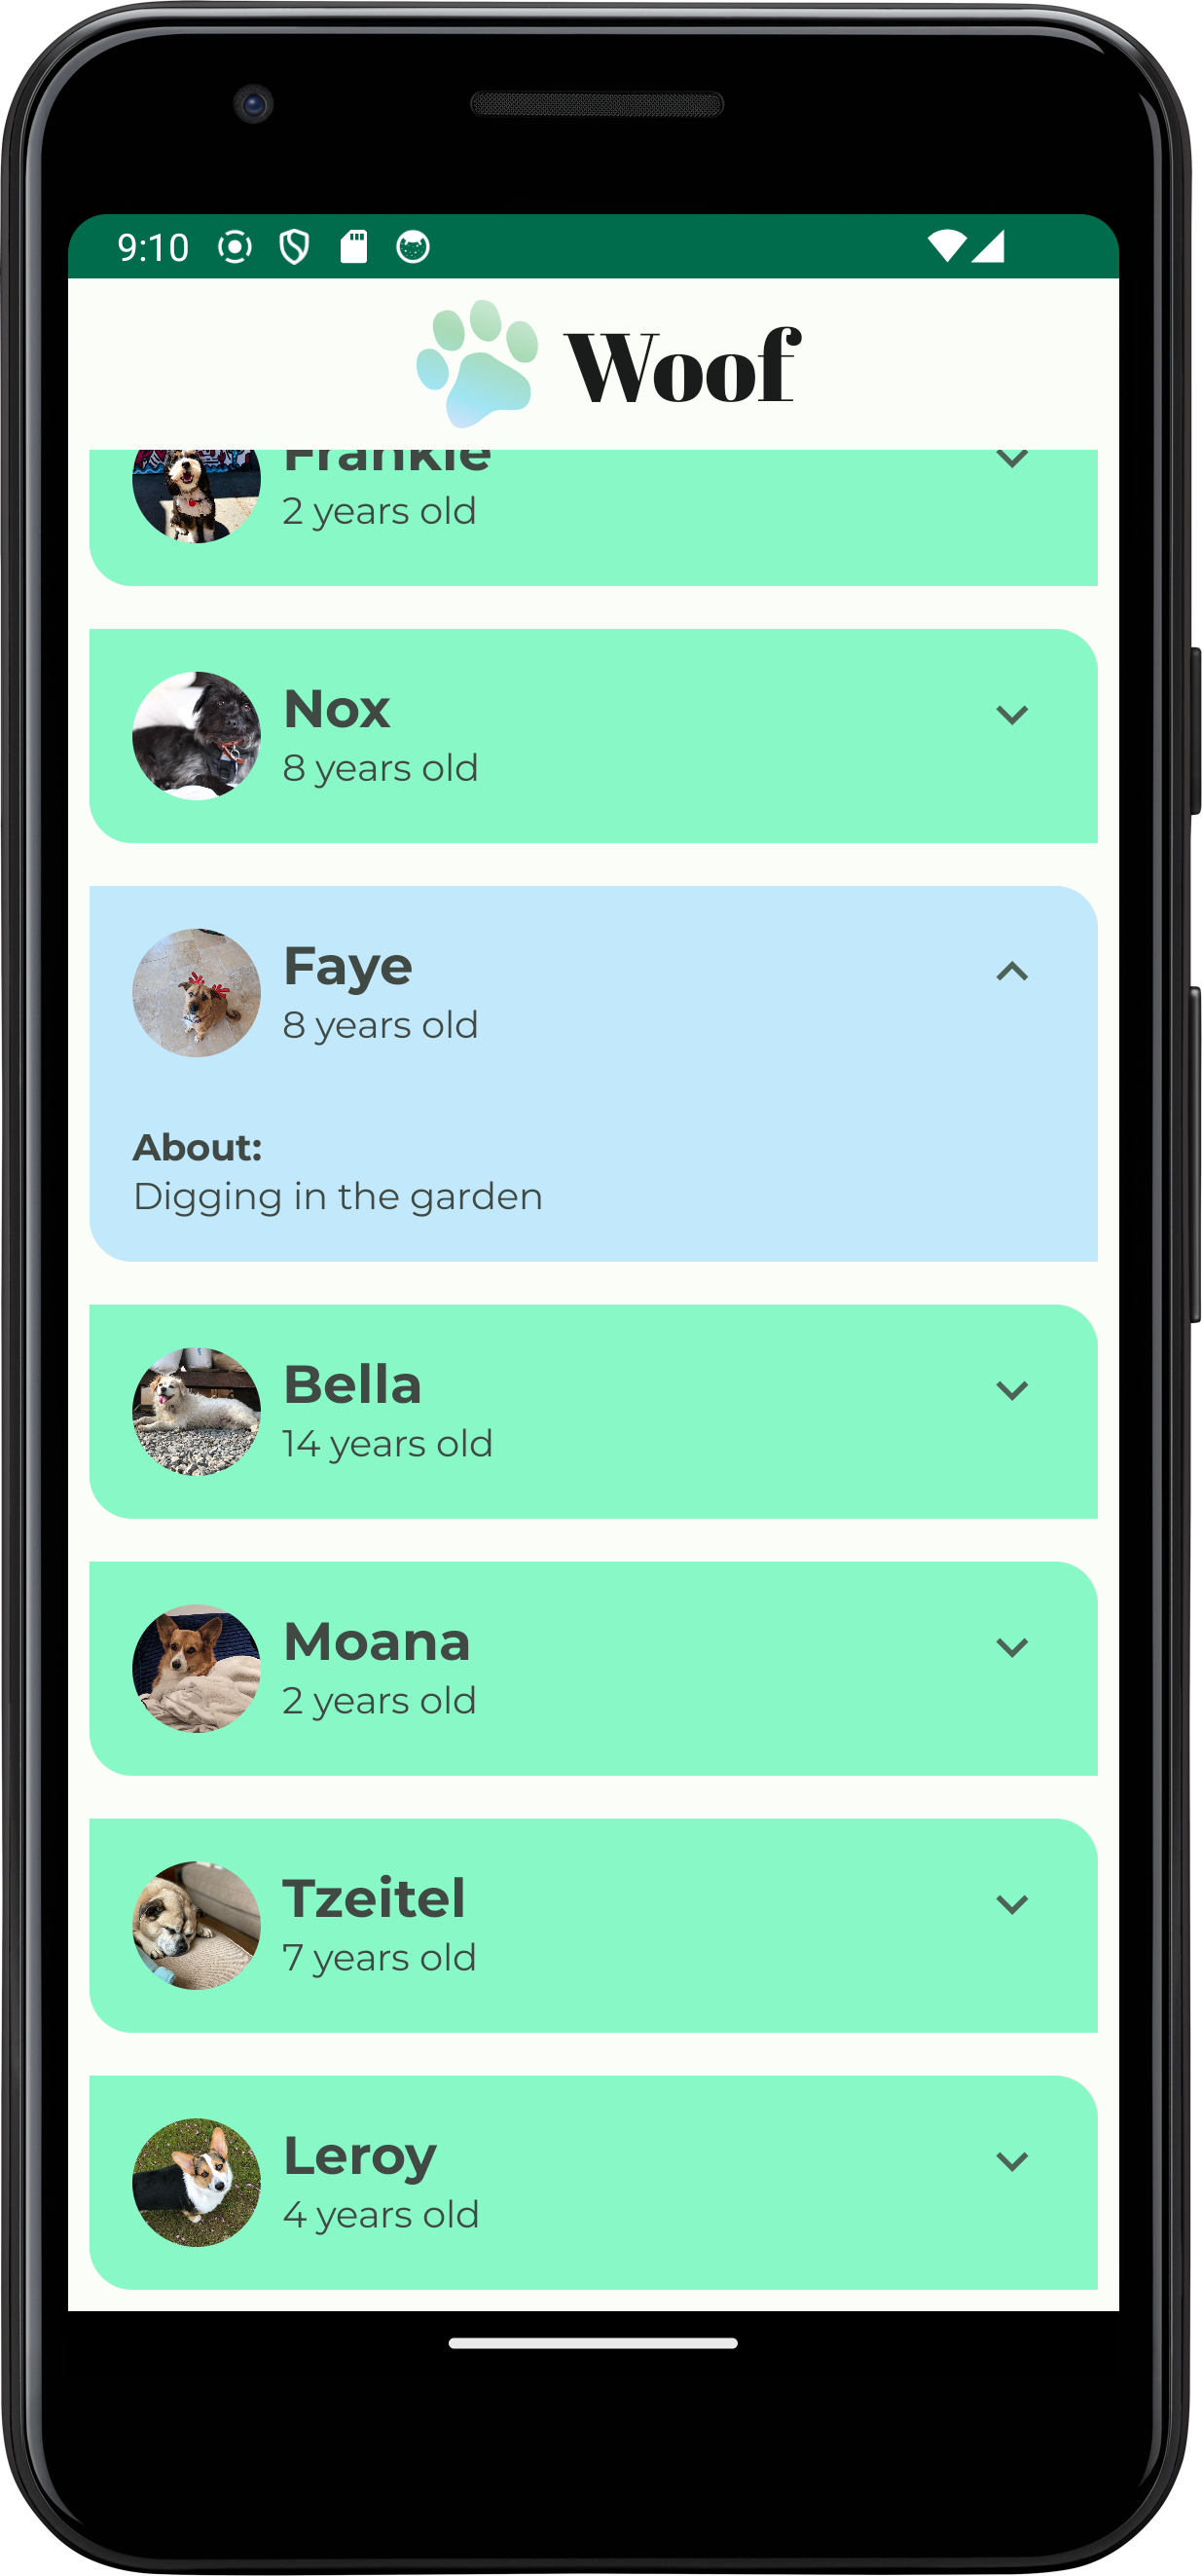 9:10
Woof
Frankie
2 years old
Nox
8 years old
Faye
8 years old
About:
Digging in the garden
Bella
14 years old
Moana
2 years old
Tzeitel
7 years old
Leroy
4 years old